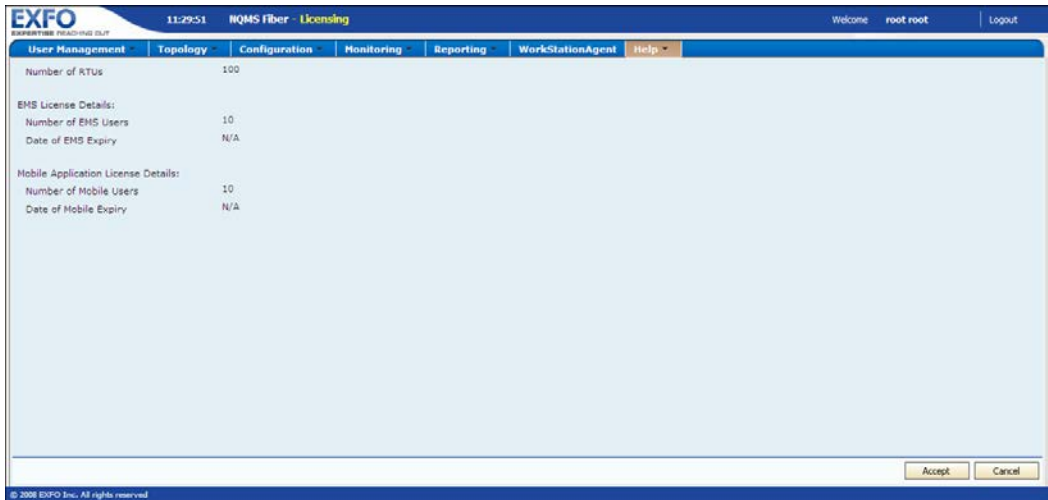 EXFO
EXPERTISE REACHING OUT
11:29:51 NQMS Fiber - Licensing Welcome root root Logout
User Management Topology Configuration Monitoring Reporting WorkStationAgent Help
Number of RTUs 100
EMS License Details:
Number of EMS Users 10
Date of EMS Expiry N/A
Mobile Application License Details:
Number of Mobile Users 10
Date of Mobile Expiry N/A
Accept Cancel
© 2008 EXFO Inc. All rights reserved